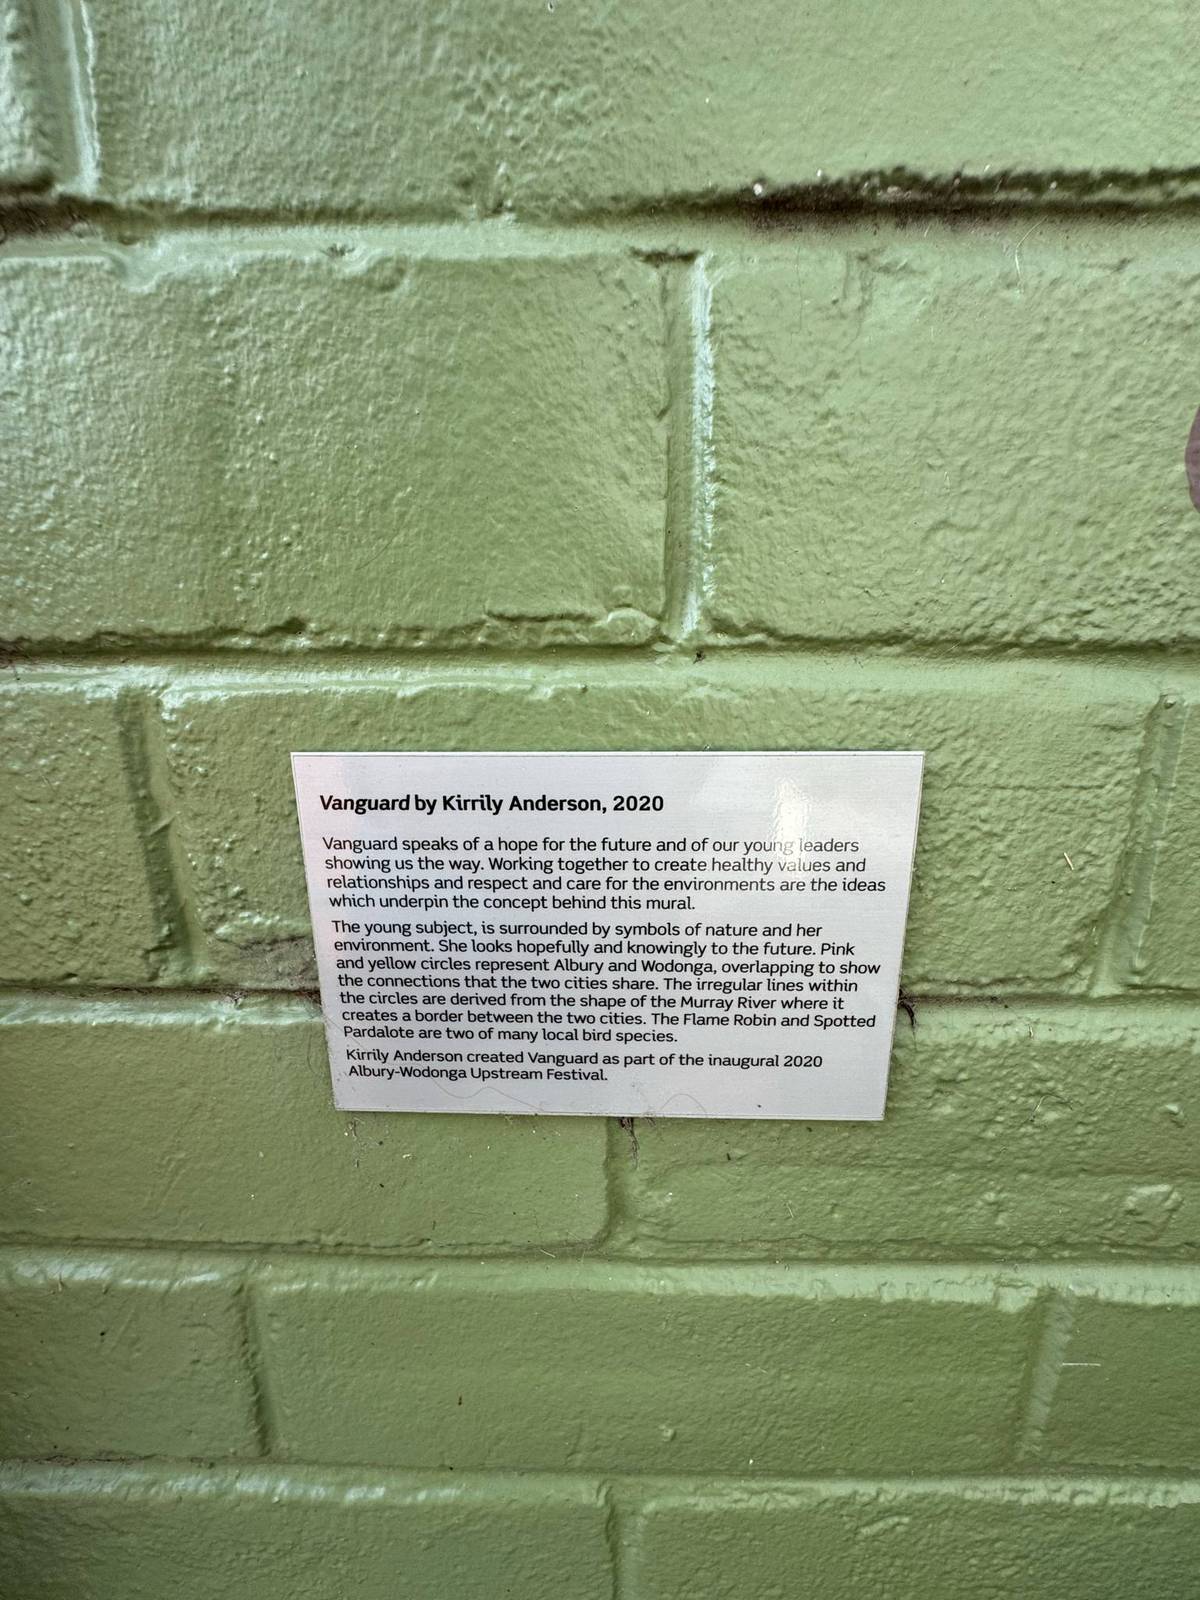 Vanguard by Kirrily Anderson, 2020
Vanguard speaks of a hope for the future and of our young leaders
showing us the way. Working together to create healthy values and
relationships and respect and care for the environments are the ideas
which underpin the concept behind this mural.
The young subject, is surrounded by symbols of nature and her
environment. She looks hopefully and knowingly to the future. Pink
and yellow circles represent Albury and Wodonga, overlapping to show
the connections that the two cities share. The irregular lines within
the circles are derived from the shape of the Murray River where it
creates a border between the two cities. The Flame Robin and Spotted
Pardalote are two of many local bird species.
Kirrily Anderson created Vanguard as part of the inaugural 2020
Albury-Wodonga Upstream Festival.